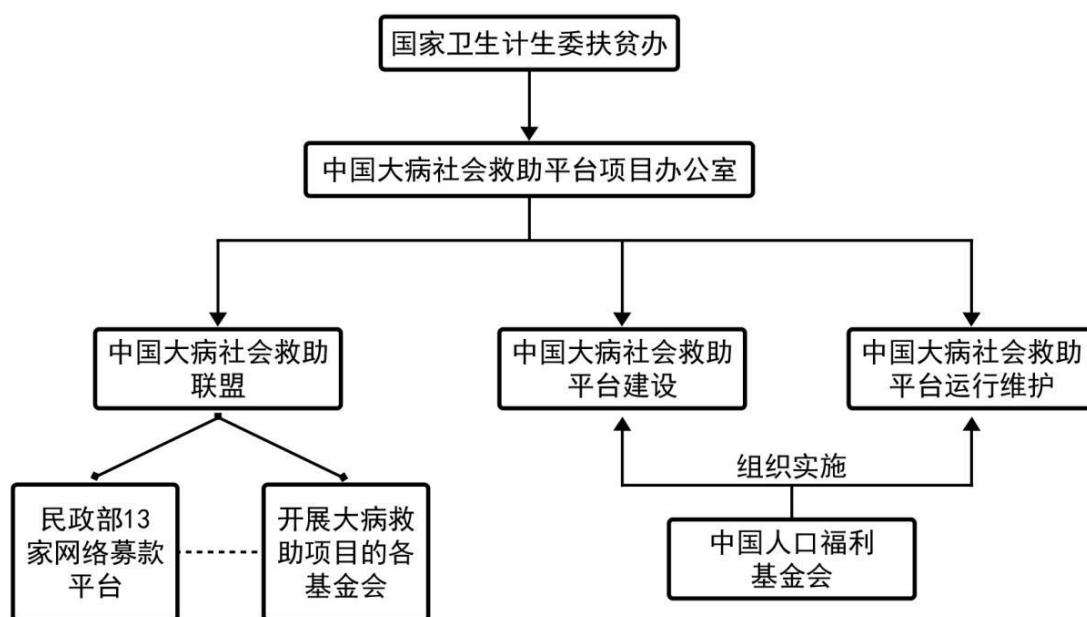 国家卫生计生委扶贫办
中国大病社会救助平台项目办公室
中国大病社会救助
联盟
中国大病社会救助
平台建设
中国大病社会救助
平台运行维护
组织实施
民政部13
家网络募款
平台
开展大病救
助项目的各
基金会
中国人口福利
基金会